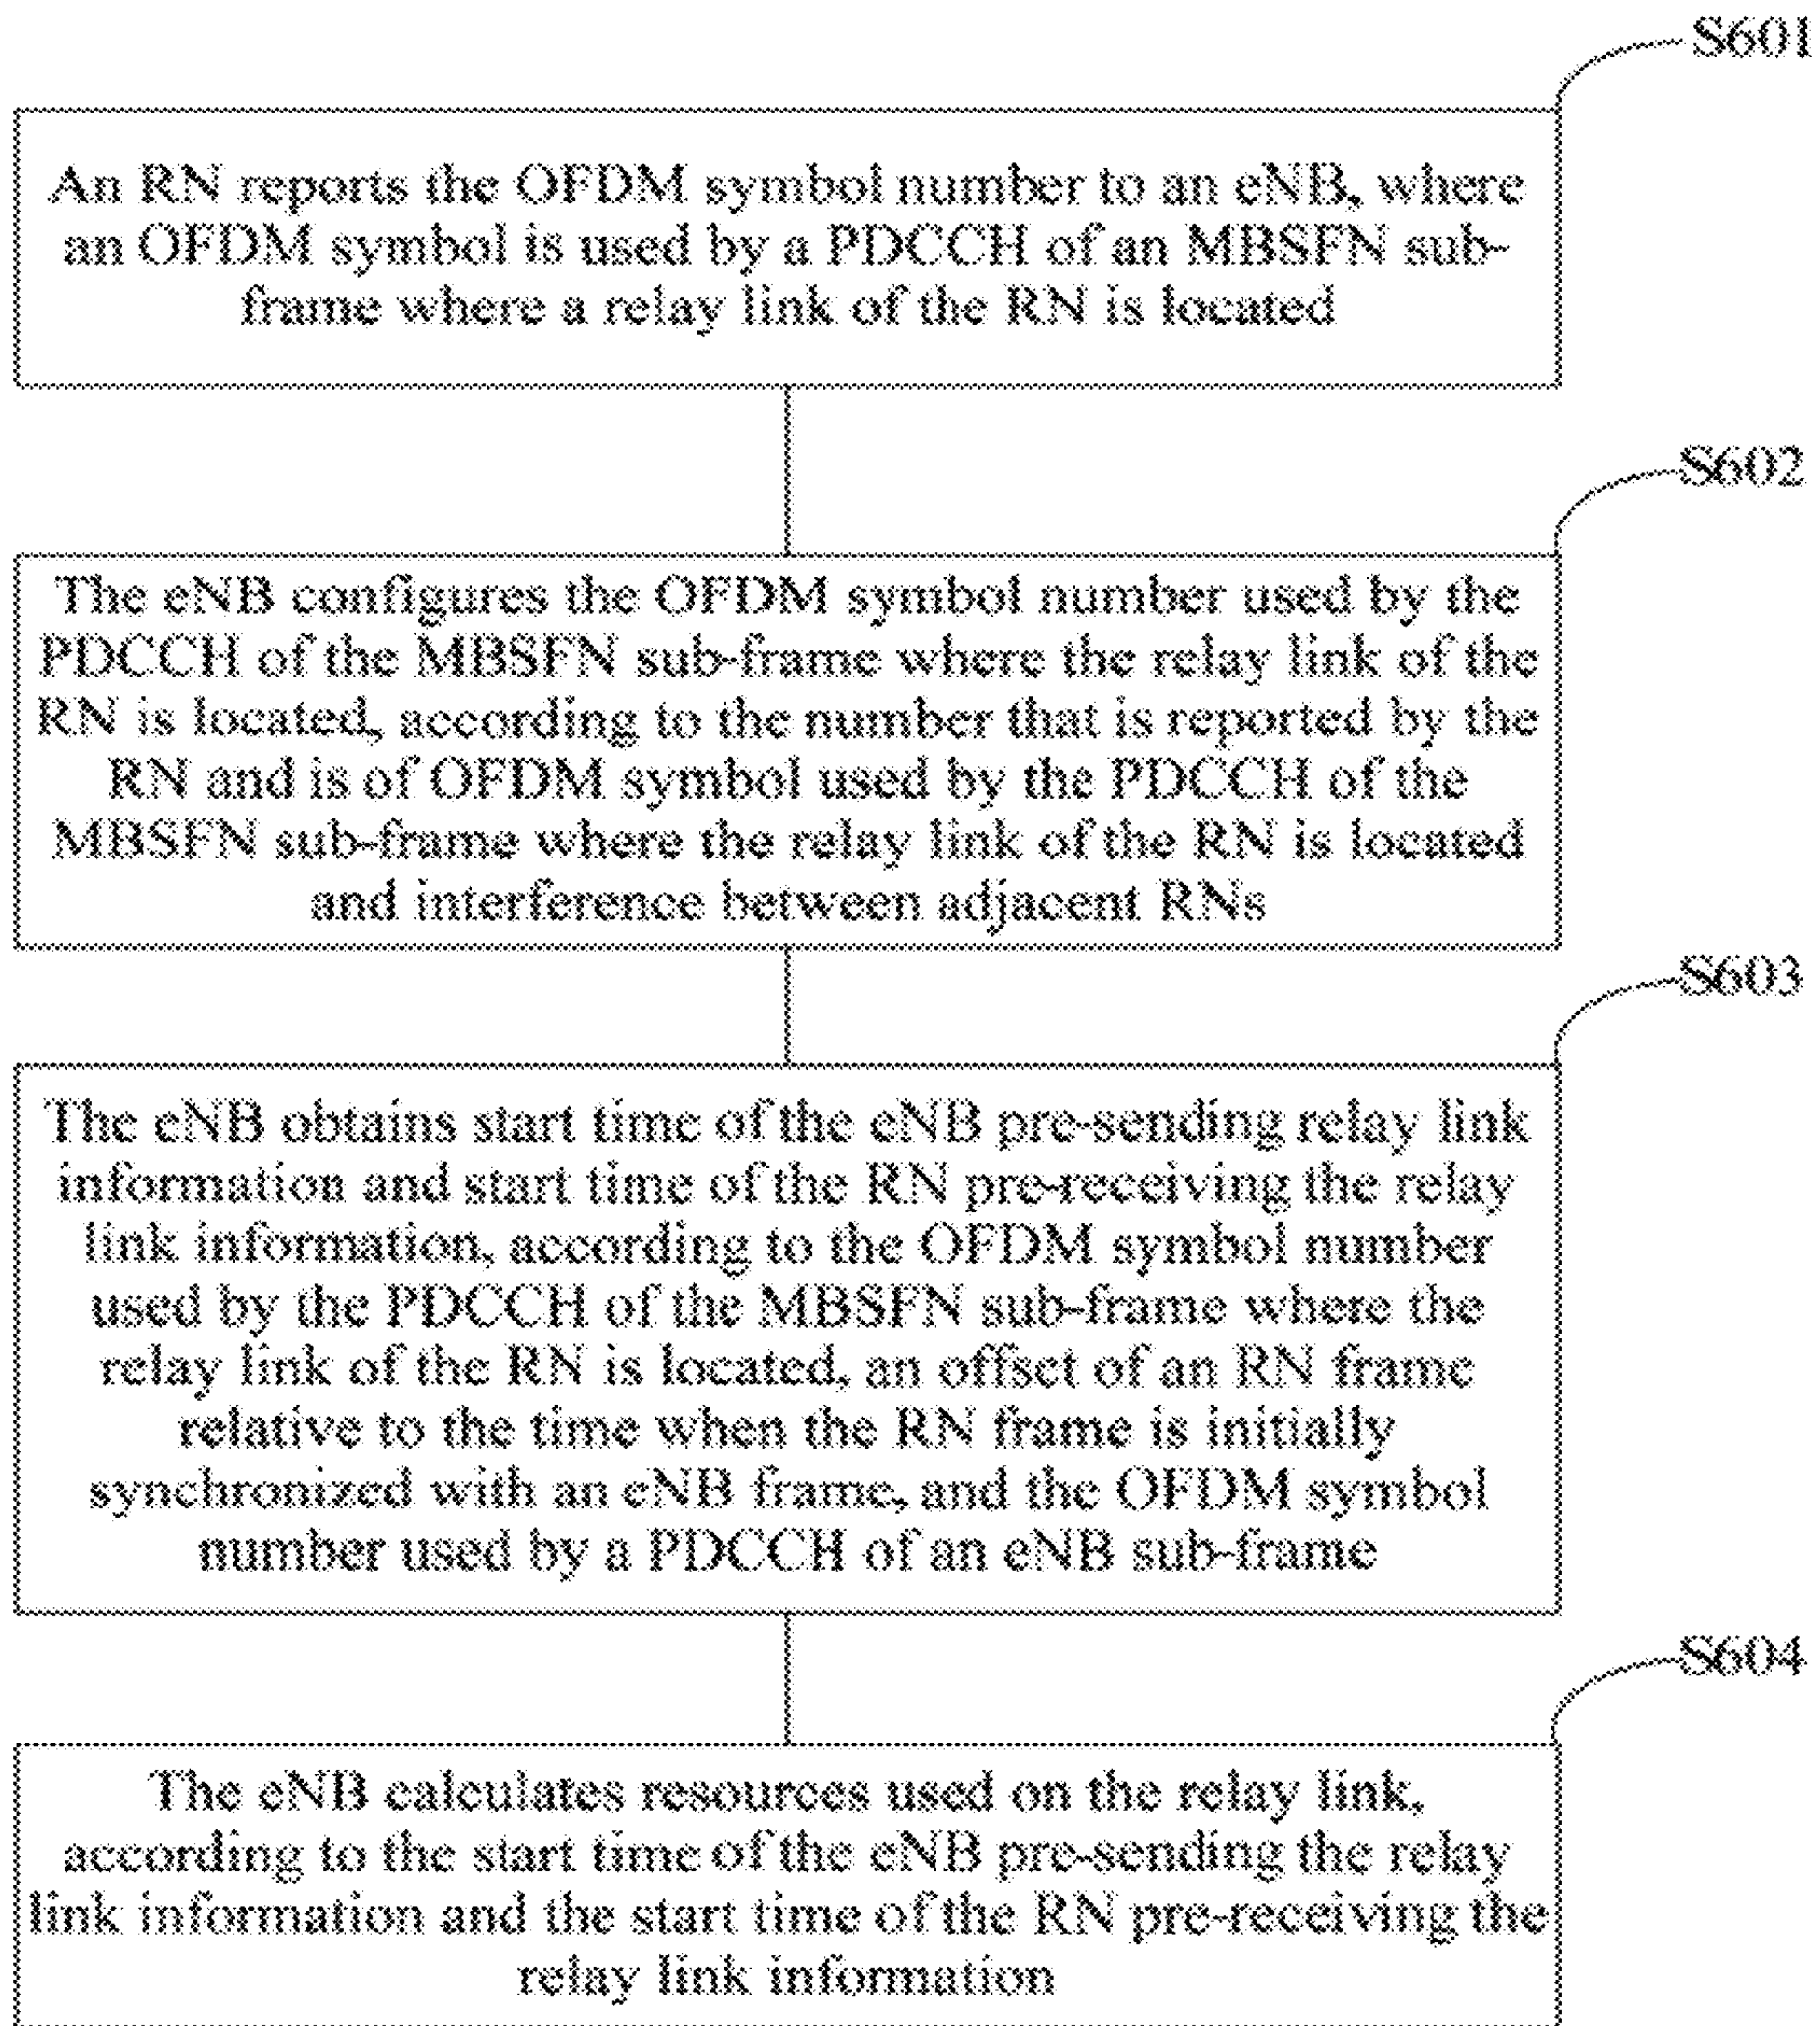 S601
An RN reports the OFDM symbol number to an eNB, where
an OFDM symbol is used by a PDCCH of an MBSFN sub-
frame where a relay link of the RN is located
S602
The eNB configures the OFDM symbol number used by the
PDCCH of the MBSFN sub-frame where the relay link of the
RN is located, according to the number that is reported by the
RN and is of OFDM symbol used by the PDCCH of the
MBSFN sub-frame where the relay link of the RN is located
and interference between adjacent RNs
S603
The eNB obtains start time of the eNB pre-sending relay link
information and start time of the RN pre-receiving the relay
link information, according to the OFDM symbol number
used by the PDCCH of the MBSFN sub-frame where the
relay link of the RN is located, an offset of an RN frame
relative to the time when the RN frame is initially
synchronized with an eNB frame, and the OFDM symbol
number used by a PDCCH of an eNB sub-frame
S604
The eNB calculates resources used on the relay link,
according to the start time of the eNB pre-sending the relay
link information and the start time of the RN pre-receiving the
relay link information